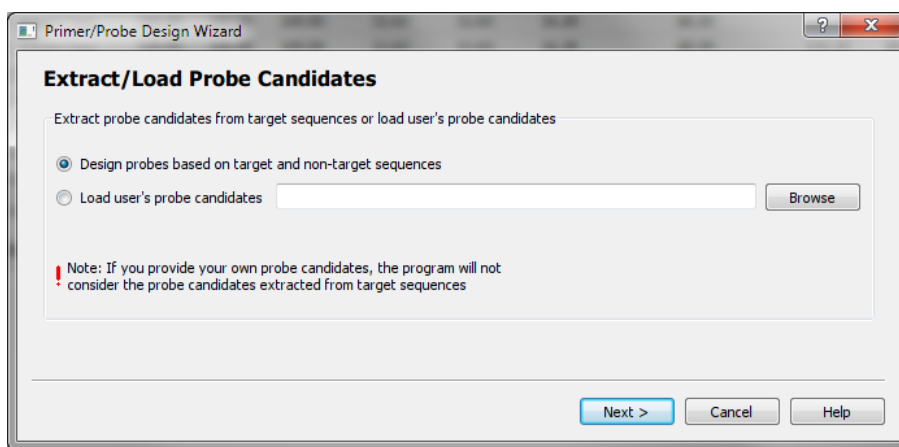 Primer/Probe Design Wizard
?
X
Extract/Load Probe Candidates
Extract probe candidates from target sequences or load user's probe candidates
Design probes based on target and non-target sequences
Load user's probe candidates
Browse
! Note: If you provide your own probe candidates, the program will not
consider the probe candidates extracted from target sequences
Next >
Cancel
Help